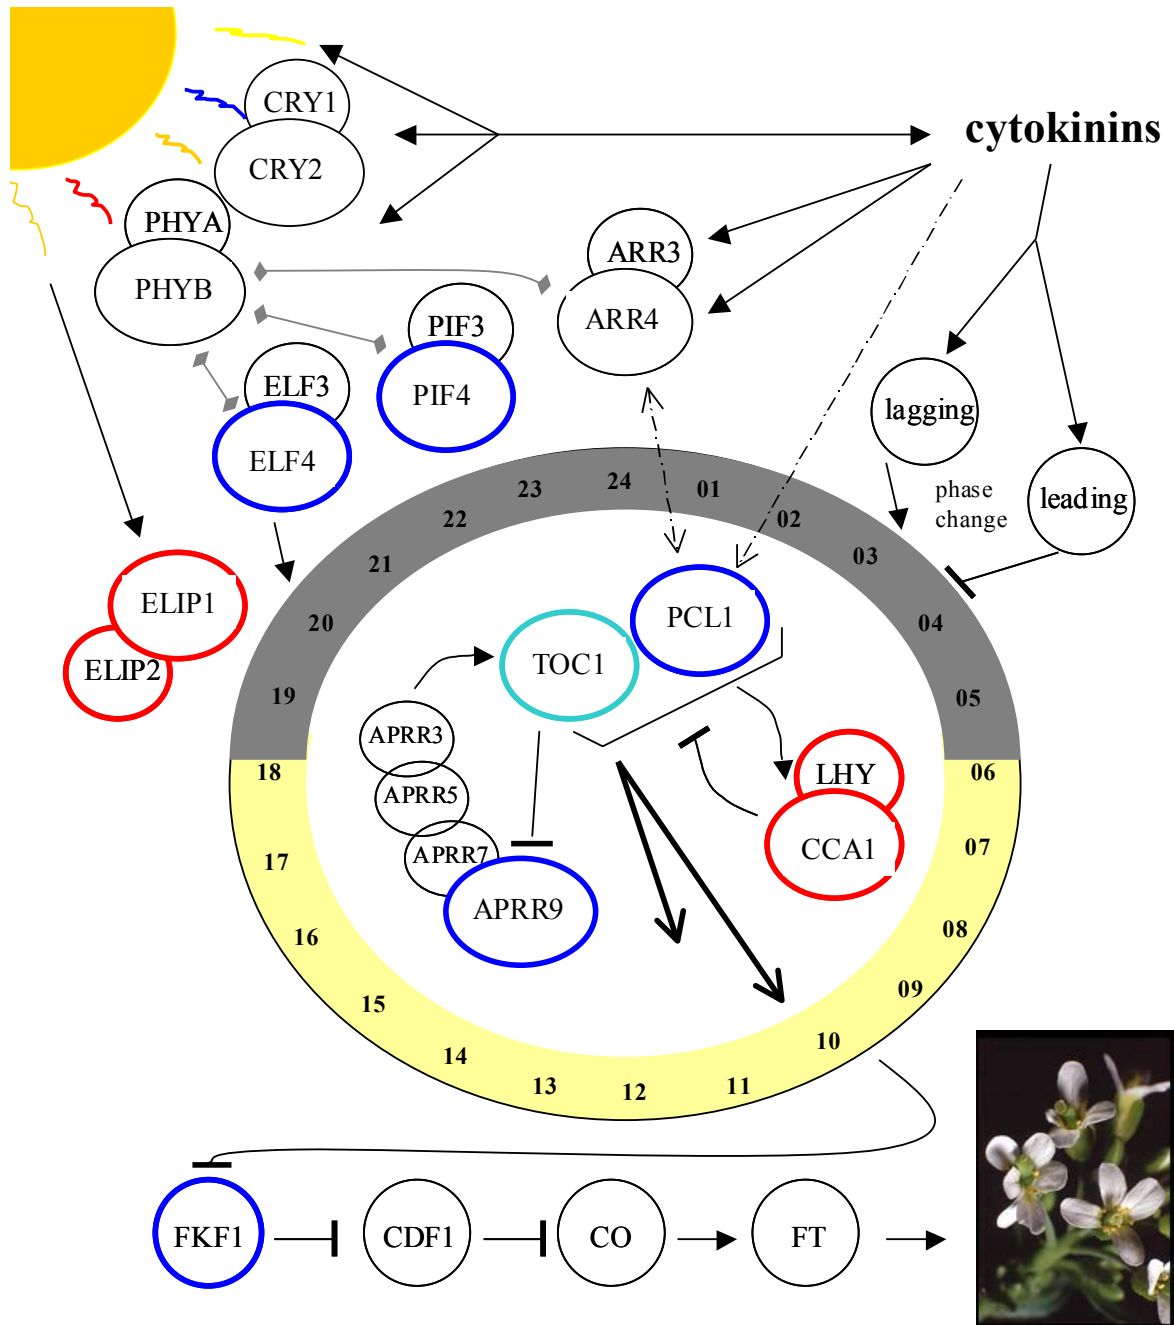 CRY1
cytokinins
CRY2
PHYA
ARR3
PHYB
PIF3
ARR4
ELF3
PIF4
lagging
ELF4
leading
phase
change
23
24
01
22
02
21
03
20
04
19
05
ELIP1
ELIP2
PCL1
TOC1
APRR3
LHY
18
06
APRR5
17
APRR7
CCA1
07
16
APRR9
08
15
09
14
10
13
12
11
FKF1
CDF1
CO
FT